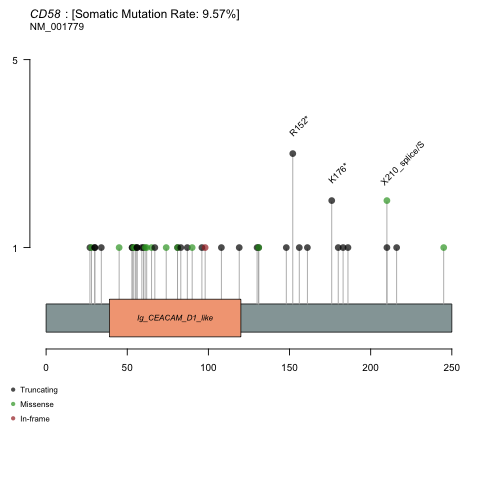 CD58 : [Somatic Mutation Rate: 9.57%]
NM_001779
5
R152*
K176*
X210_splice/S
1
Ig_CEACAM_D1_like
0 50 100 150 200 250
Truncating
Missense
In-frame